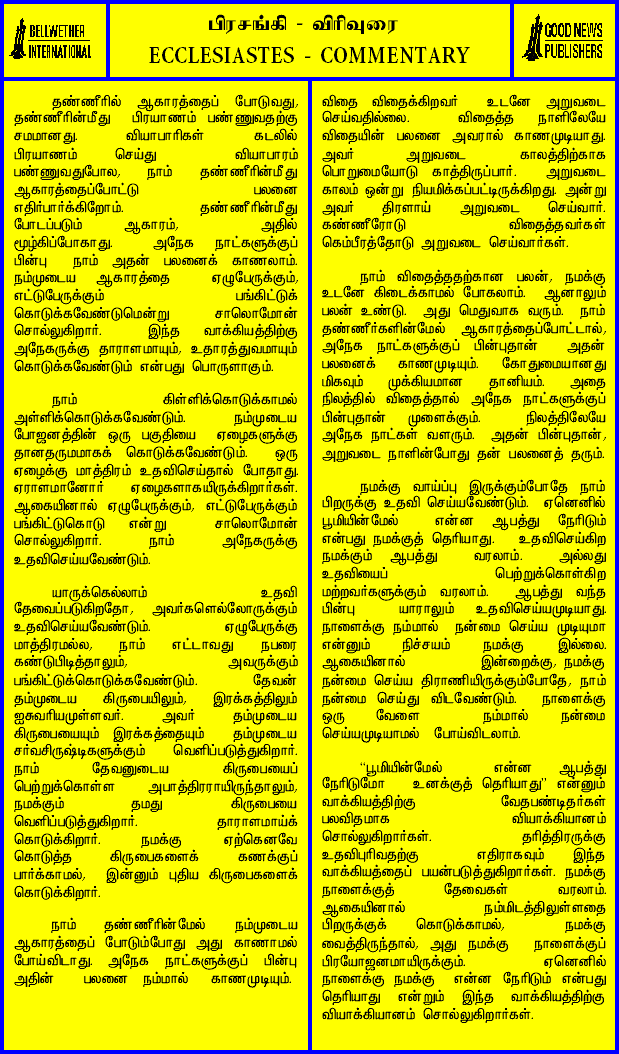 BELLWETHER
INTERNATIONAL
பிரசங்கி - விரிவுரை
ECCLESIASTES - COMMENTARY
GOOD NEWS
PUBLISHERS
தண்ணீரில் ஆகாரத்தைப் போடுவது,
தண்ணீரின்மீது பிரயாணம் பண்ணுவதற்கு
சமமானது. வியாபாரிகள் கடலில்
பிரயாணம் செய்து வியாபாரம்
பண்ணுவதுபோல, நாம் தண்ணீரின்மீது
ஆகாரத்தைப்போட்டு பலனை
எதிர்பார்க்கிறோம். தண்ணீரின்மீது
போடப்படும் ஆகாரம், அதில்
மூழ்கிப்போகாது. அநேக நாட்களுக்குப்
பின்பு நாம் அதன் பலனைக் காணலாம்.
நம்முடைய ஆகாரத்தை ஏழுபேருக்கும்,
எட்டுபேருக்கும் பங்கிட்டுக்
கொடுக்கவேண்டுமென்று சாலொமோன்
சொல்லுகிறார். இந்த வாக்கியத்திற்கு
அநேகருக்கு தாராளமாயும், உதாரத்துவமாயும்
கொடுக்கவேண்டும் என்பது பொருளாகும்.
நாம் கிள்ளிக்கொடுக்காமல்
அள்ளிக்கொடுக்கவேண்டும். நம்முடைய
போஜனத்தின் ஒரு பகுதியை ஏழைகளுக்கு
தானதருமமாகக் கொடுக்கவேண்டும். ஒரு
ஏழைக்கு மாத்திரம் உதவிசெய்தால் போதாது.
ஏராளமானோர் ஏழைகளாகயிருக்கிறார்கள்.
ஆகையினால் ஏழுபேருக்கும், எட்டுபேருக்கும்
பங்கிட்டுகொடு என்று சாலொமோன்
சொல்லுகிறார். நாம் அநேகருக்கு
உதவிசெய்யவேண்டும்.
யாருக்கெல்லாம் உதவி
தேவைப்படுகிறதோ, அவர்களெல்லோருக்கும்
உதவிசெய்யவேண்டும். ஏழுபேருக்கு
மாத்திரமல்ல, நாம் எட்டாவது நபரை
கண்டுபிடித்தாலும், அவருக்கும்
பங்கிட்டுக்கொடுக்கவேண்டும். தேவன்
தம்முடைய கிருபையிலும், இரக்கத்திலும்
ஐசுவரியமுள்ளவர். அவர் தம்முடைய
கிருபையையும் இரக்கத்தையும் தம்முடைய
சர்வசிருஷ்டிகளுக்கும் வெளிப்படுத்துகிறார்.
நாம் தேவனுடைய கிருபையைப்
பெற்றுக்கொள்ள அபாத்திரராயிருந்தாலும்,
நமக்கும் தமது கிருபையை
வெளிப்படுத்துகிறார். தாராளமாய்க்
கொடுக்கிறார். நமக்கு ஏற்கெனவே
கொடுத்த கிருபைகளைக் கணக்குப்
பார்க்காமல், இன்னும் புதிய கிருபைகளைக்
கொடுக்கிறார்.
நாம் தண்ணீரின்மேல் நம்முடைய
ஆகாரத்தைப் போடும்போது அது காணாமல்
போய்விடாது. அநேக நாட்களுக்குப் பின்பு
அதின் பலனை நம்மால் காணமுடியும்.
விதை விதைக்கிறவர் உடனே அறுவடை
செய்வதில்லை. விதைத்த நாளிலேயே
விதையின் பலனை அவரால் காணமுடியாது.
அவர் அறுவடை காலத்திற்காக
பொறுமையோடு காத்திருப்பார். அறுவடை
காலம் ஒன்று நியமிக்கப்பட்டிருக்கிறது. அன்று
அவர் திரளாய் அறுவடை செய்வார்.
கண்ணீரோடு விதைத்தவர்கள்
கெம்பீரத்தோடு அறுவடை செய்வார்கள்.
நாம் விதைத்ததற்கான பலன், நமக்கு
உடனே கிடைக்காமல் போகலாம். ஆனாலும்
பலன் உண்டு. அது மெதுவாக வரும். நாம்
தண்ணீர்களின்மேல் ஆகாரத்தைப்போட்டால்,
அநேக நாட்களுக்குப் பின்புதான் அதன்
பலனைக் காணமுடியும். கோதுமையானது
மிகவும் முக்கியமான தானியம். அதை
நிலத்தில் விதைத்தால் அநேக நாட்களுக்குப்
பின்புதான் முளைக்கும். நிலத்திலேயே
அநேக நாட்கள் வளரும். அதன் பின்புதான்,
அறுவடை நாளின்போது தன் பலனைத் தரும்.
நமக்கு வாய்ப்பு இருக்கும்போதே நாம்
பிறருக்கு உதவி செய்யவேண்டும். ஏனெனில்
பூமியின்மேல் என்ன ஆபத்து நேரிடும்
என்பது நமக்குத் தெரியாது. உதவிசெய்கிற
நமக்கும் ஆபத்து வரலாம். அல்லது
உதவியைப் பெற்றுக்கொள்கிற
மற்றவர்களுக்கும் வரலாம். ஆபத்து வந்த
பின்பு யாராலும் உதவிசெய்யமுடியாது.
நாளைக்கு நம்மால் நன்மை செய்ய முடியுமா
என்னும் நிச்சயம் நமக்கு இல்லை.
ஆகையினால் இன்றைக்கு, நமக்கு
நன்மை செய்ய திராணியிருக்கும்போதே, நாம்
நன்மை செய்து விடவேண்டும். நாளைக்கு
ஒரு வேளை நம்மால் நன்மை
செய்யமுடியாமல் போய்விடலாம்.
“பூமியின்மேல் என்ன ஆபத்து
நேரிடுமோ உனக்குத் தெரியாது” என்னும்
வாக்கியத்திற்கு வேதபண்டிதர்கள்
பலவிதமாக வியாக்கியானம்
சொல்லுகிறார்கள். தரித்திரருக்கு
உதவிபுரிவதற்கு எதிராகவும் இந்த
வாக்கியத்தைப் பயன்படுத்துகிறார்கள். நமக்கு
நாளைக்குத் தேவைகள் வரலாம்.
ஆகையினால் நம்மிடத்திலுள்ளதை
பிறருக்குக் கொடுக்காமல், நமக்கு
வைத்திருந்தால், அது நமக்கு நாளைக்குப்
பிரயோஜனமாயிருக்கும். ஏனெனில்
நாளைக்கு நமக்கு என்ன நேரிடும் என்பது
தெரியாது என்றும் இந்த வாக்கியத்திற்கு
வியாக்கியானம் சொல்லுகிறார்கள்.